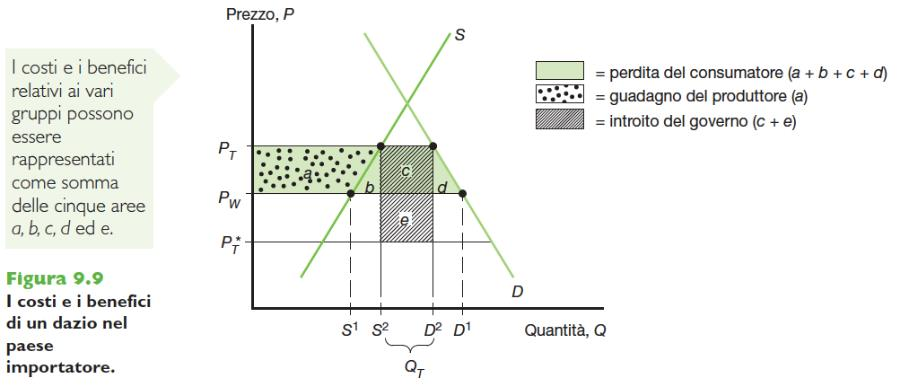 I costi e i benefici
relativi ai vari
gruppi possono
essere
rappresentati
come somma
delle cinque aree
a, b, c, d ed e.
Figura 9.9
I costi e i benefici
di un dazio nel
paese
importatore.
Prezzo, P
S
= perdita del consumatore (a + b + c + d)
= guadagno del produttore (a)
= introito del governo (c + e)
P_T
a
b
c
d
P_W
e
P_T*
D
S¹ S² D² D¹ Quantità, Q
Q_T